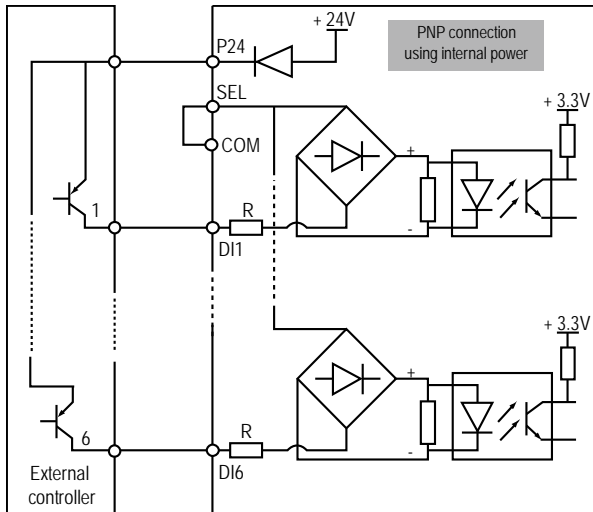 + 24V
P24
PNP connection
using internal power
SEL
+ 3.3V
COM
+
1
R
-
DI1
+ 3.3V
+
6
R
-
DI6
External
controller